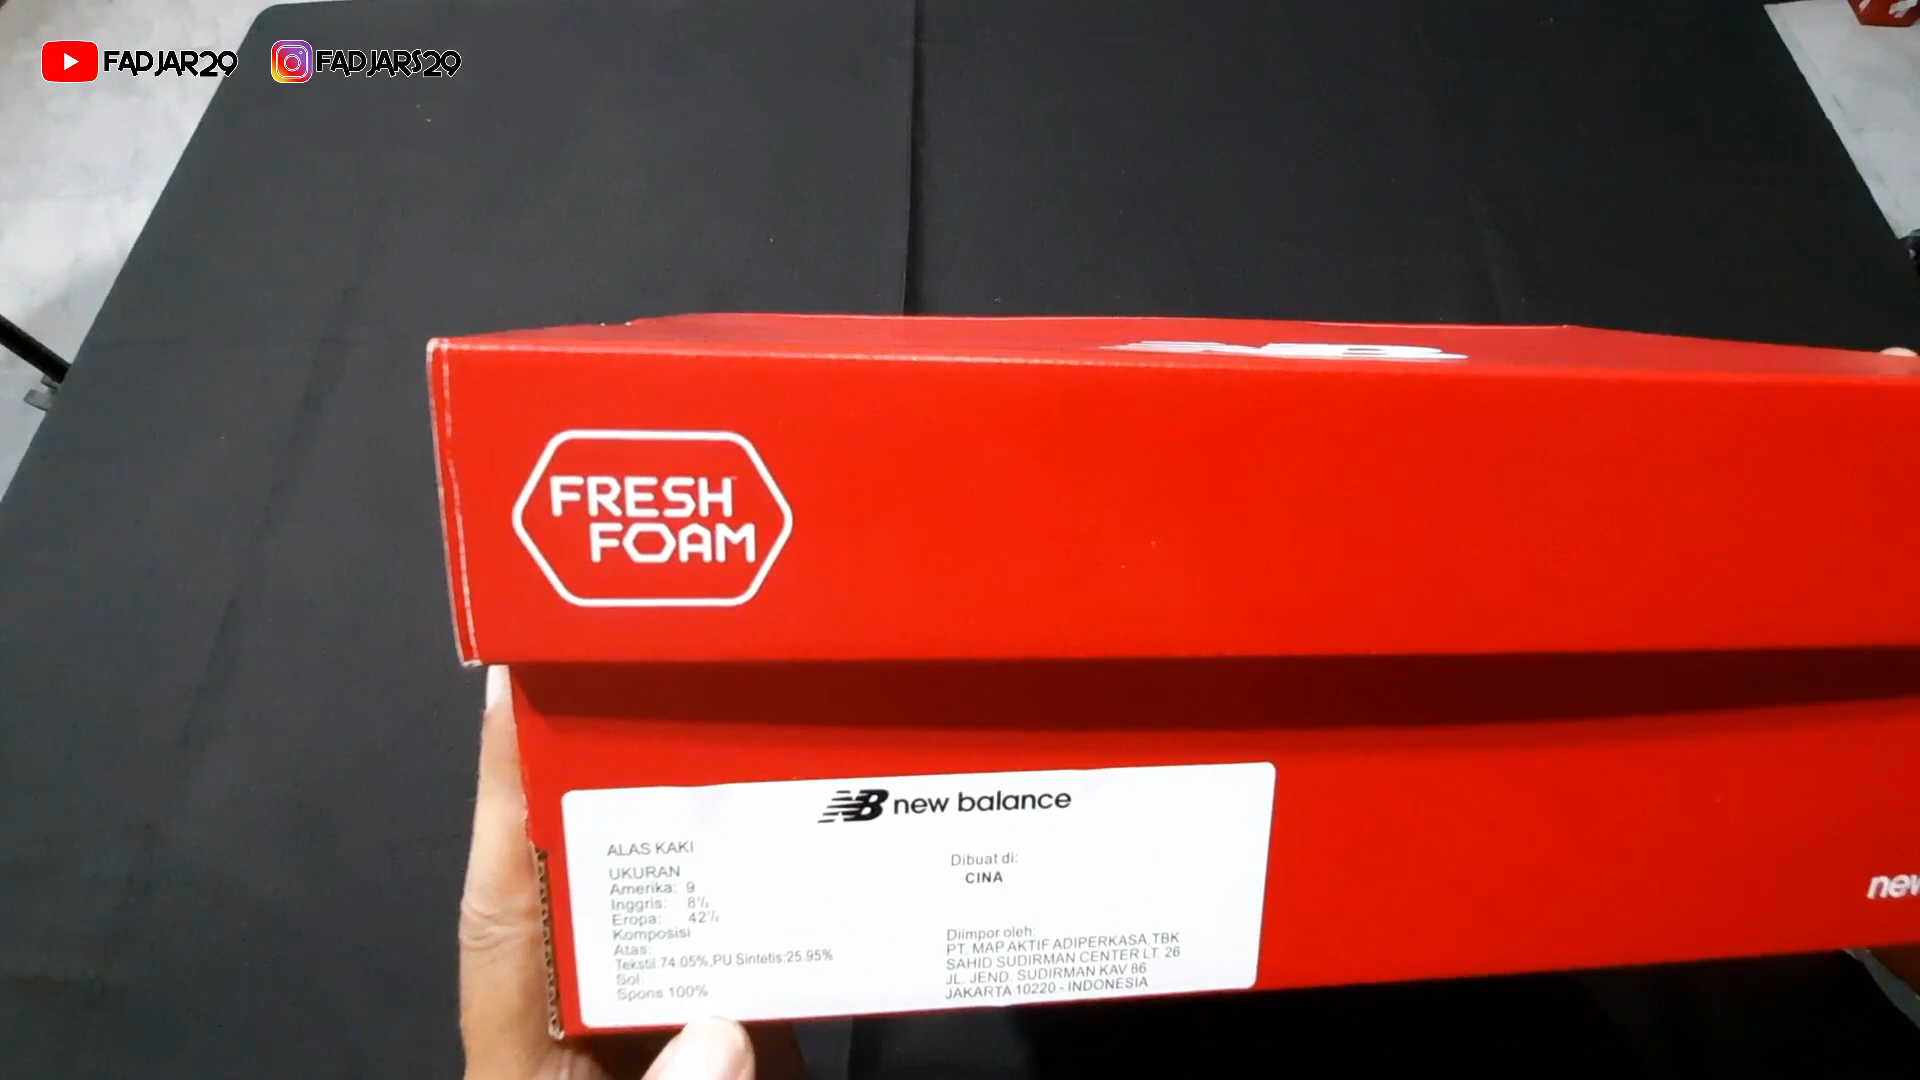 FADJAR29 FADJARS29
NB
FRESH
FOAM
NB new balance
ALAS KAKI
UKURAN
Amerika: 9
Inggris: 8½
Eropa: 42½
Komposisi
Atas:
Tekstil:74.05%,PU Sintetis:25.95%
Sol:
Spons 100%
Dibuat di:
CINA
Diimpor oleh:
PT. MAP AKTIF ADIPERKASA,TBK
SAHID SUDIRMAN CENTER LT. 26
JL. JEND. SUDIRMAN KAV 86
JAKARTA 10220 - INDONESIA
new